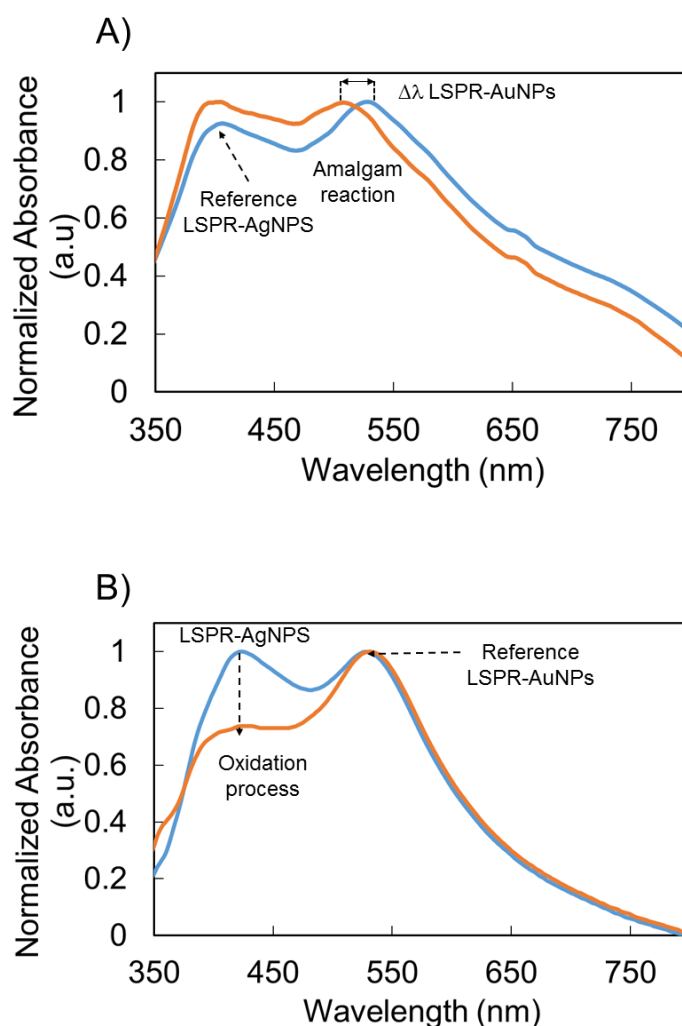 A)
Normalized Absorbance
(a.u)
1
0.8
0.6
0.4
0.2
0
Δλ LSPR-AuNPs
Reference
LSPR-AgNPS
Amalgam
reaction
350
450
550
650
750
Wavelength (nm)
B)
Normalized Absorbance
(a.u.)
1
0.8
0.6
0.4
0.2
0
LSPR-AgNPS
Oxidation
process
Reference
LSPR-AuNPs
350
450
550
650
750
Wavelength (nm)